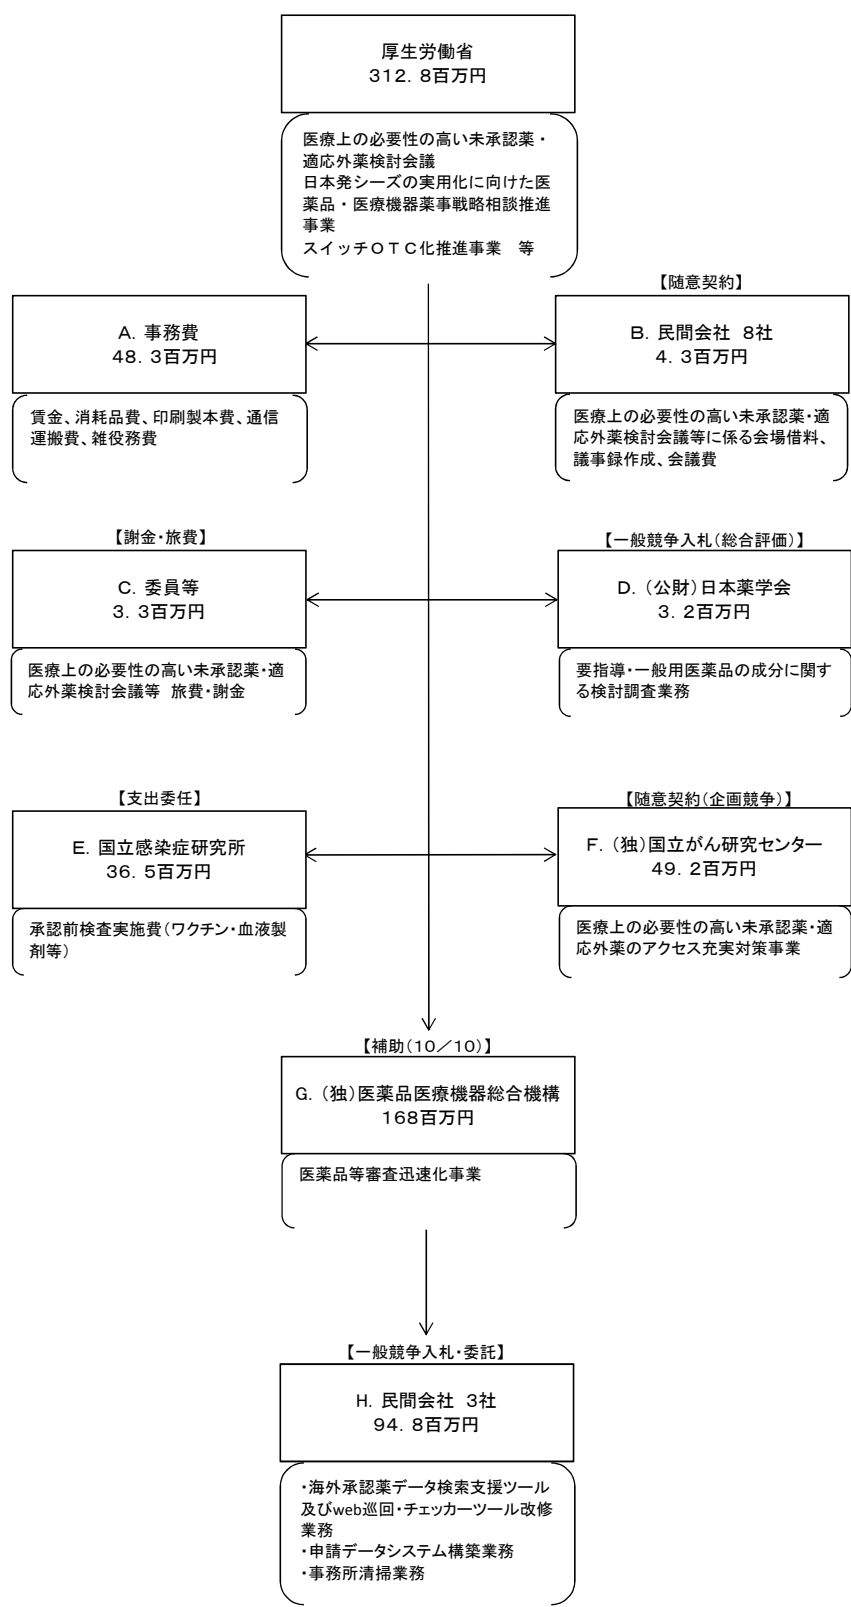 厚生労働省
312．8百万円
医療上の必要性の高い未承認薬・
適応外薬検討会議
日本発シーズの実用化に向けた医
薬品・医療機器薬事戦略相談推進
事業
スイッチＯＴＣ化推進事業　等
【随意契約】
A．事務費
48．3百万円
B．民間会社　8社
4．3百万円
賃金、消耗品費、印刷製本費、通信
運搬費、雑役務費
医療上の必要性の高い未承認薬・適
応外薬検討会議等に係る会場借料、
議事録作成、会議費
【謝金・旅費】
【一般競争入札（総合評価）】
C．委員等
3．3百万円
D．（公財）日本薬学会
3．2百万円
医療上の必要性の高い未承認薬・適
応外薬検討会議等　旅費・謝金
要指導・一般用医薬品の成分に関す
る検討調査業務
【支出委任】
【随意契約（企画競争）】
E．国立感染症研究所
36．5百万円
F．（独）国立がん研究センター
49．2百万円
承認前検査実施費（ワクチン・血液製
剤等）
医療上の必要性の高い未承認薬・適
応外薬のアクセス充実対策事業
【補助（10／10）】
G．（独）医薬品医療機器総合機構
168百万円
医薬品等審査迅速化事業
【一般競争入札・委託】
H．民間会社　3社
94．8百万円
・海外承認薬データ検索支援ツール
及びweb巡回・チェッカーツール改修
業務
・申請データシステム構築業務
・事務所清掃業務